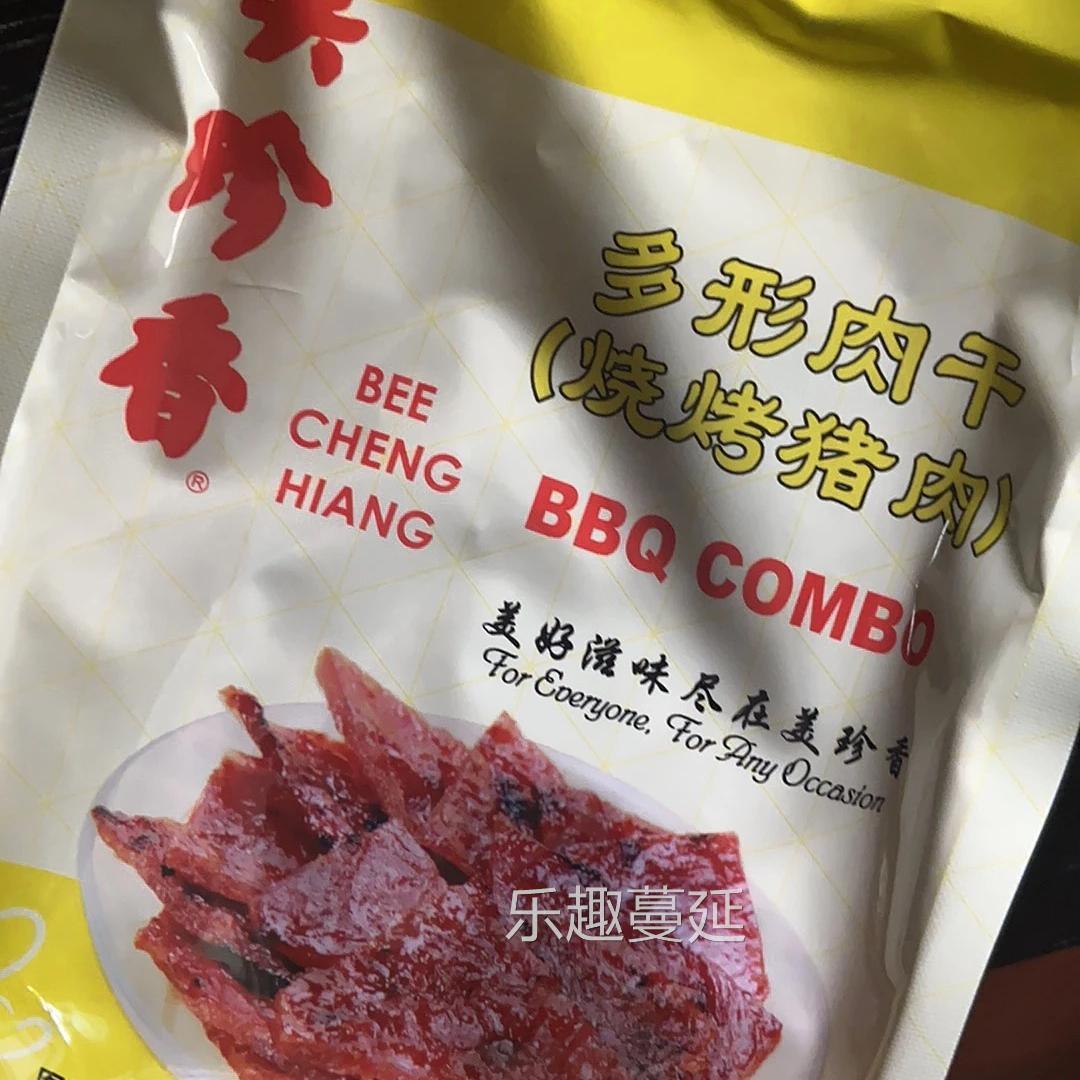 美珍香®
BEE
CHENG
HIANG
多形肉干
(烧烤猪肉)
BBQ COMBO
美好滋味尽在美珍香
For Everyone, For Any Occasion
乐趣蔓延